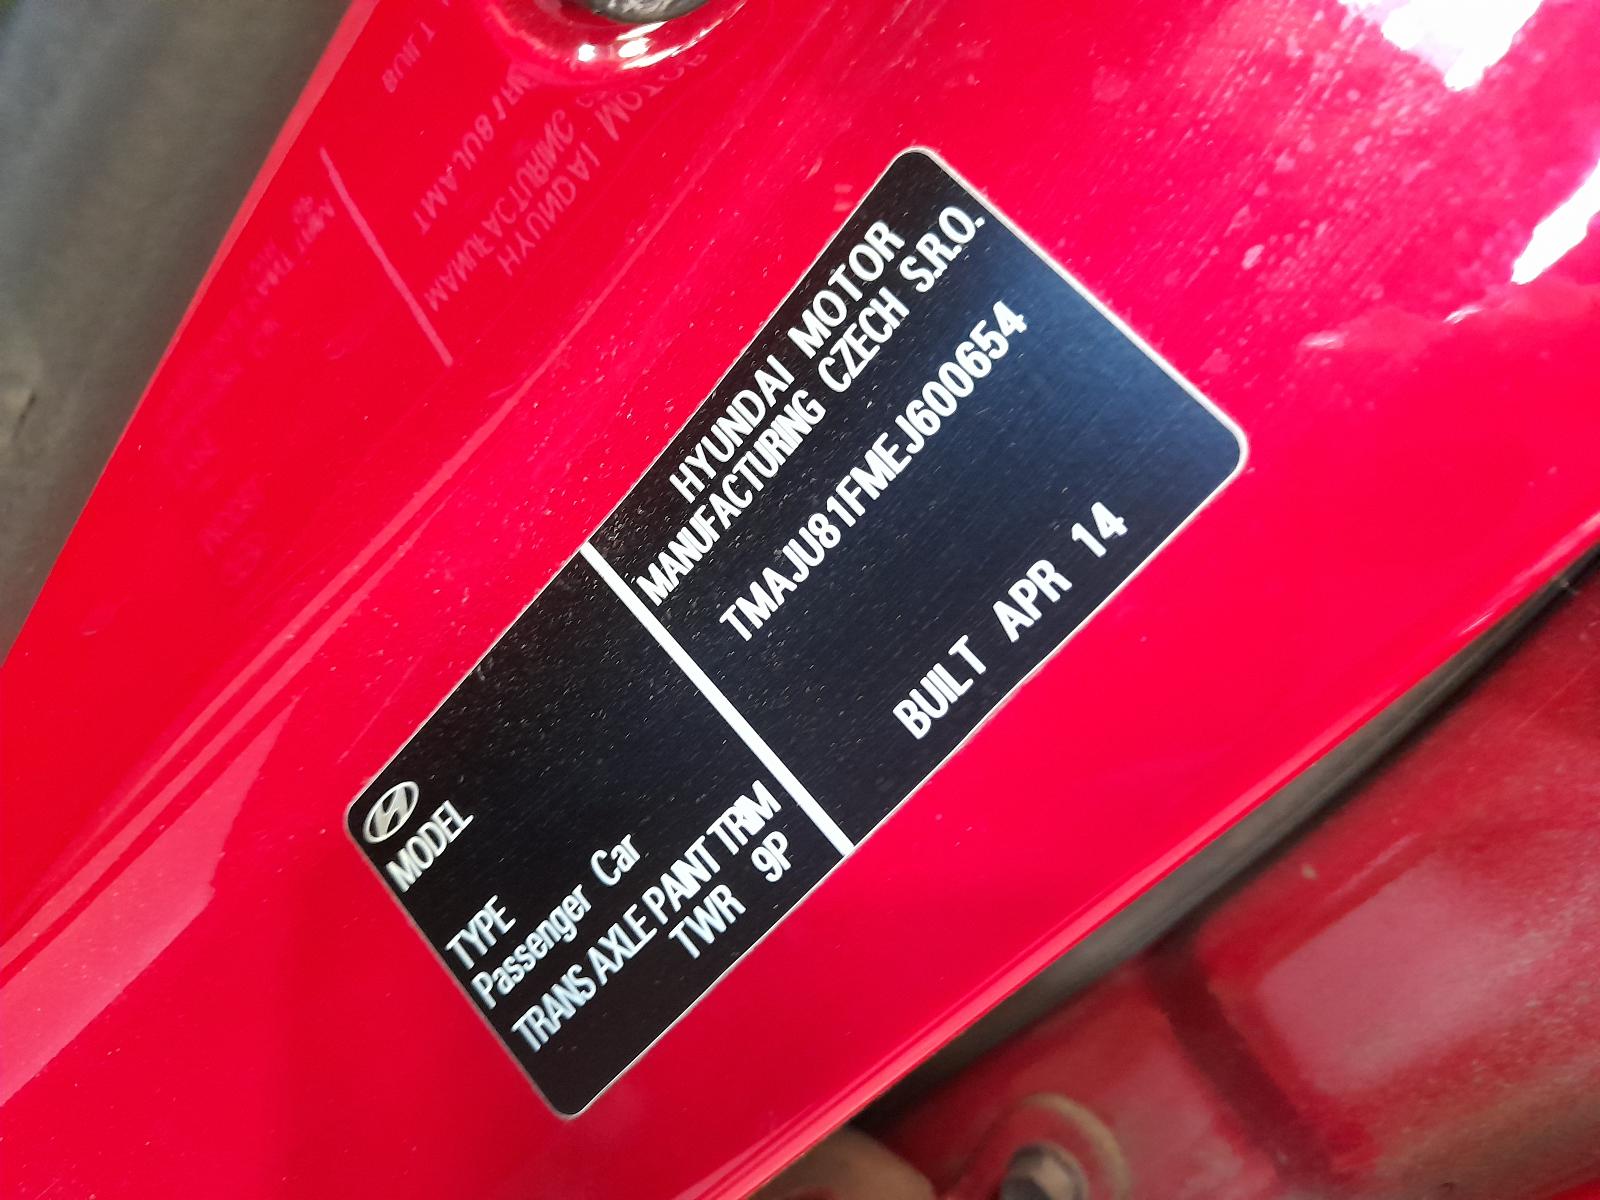 HYUNDAI MOTOR
MANUFACTURING CZECH S.R.O.
TMAJU81FMEJ600654
BUILT APR 14
MODEL
TYPE
Passenger Car
TRANS AXLE PAINT TRIM
TWR 9P